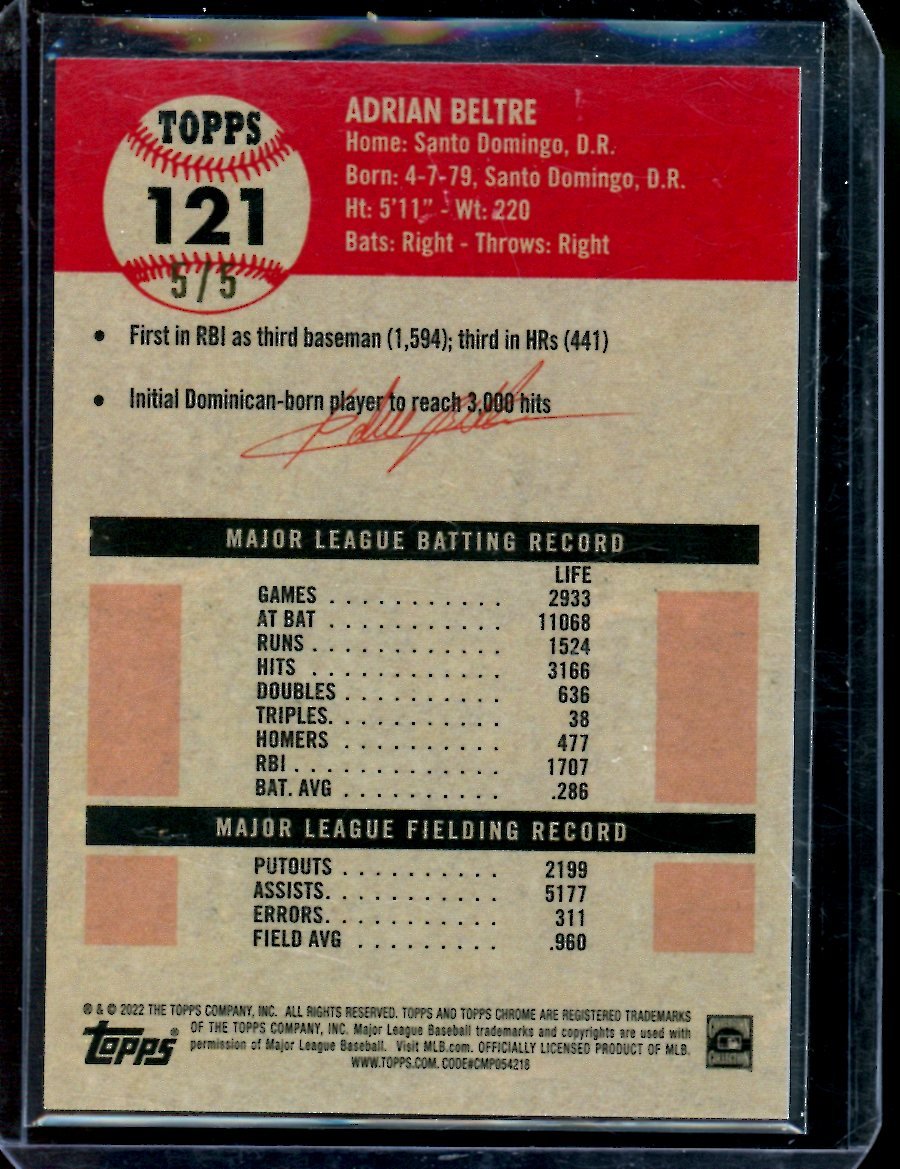 TOPPS
121
5/5
ADRIAN BELTRE
Home: Santo Domingo, D.R.
Born: 4-7-79, Santo Domingo, D.R.
Ht: 5'11" - Wt: 220
Bats: Right - Throws: Right
• First in RBI as third baseman (1,594); third in HRs (441)
• Initial Dominican-born player to reach 3,000 hits
MAJOR LEAGUE BATTING RECORD
LIFE
GAMES . . . . . . . . . . . 2933
AT BAT . . . . . . . . . . . 11068
RUNS . . . . . . . . . . . . 1524
HITS . . . . . . . . . . . . 3166
DOUBLES . . . . . . . . . . 636
TRIPLES. . . . . . . . . . . 38
HOMERS . . . . . . . . . . 477
RBI . . . . . . . . . . . . . 1707
BAT. AVG . . . . . . . . . . .286
MAJOR LEAGUE FIELDING RECORD
PUTOUTS . . . . . . . . . . 2199
ASSISTS. . . . . . . . . . . 5177
ERRORS. . . . . . . . . . . 311
FIELD AVG . . . . . . . . . .960
® & © 2022 THE TOPPS COMPANY, INC. ALL RIGHTS RESERVED. TOPPS AND TOPPS CHROME ARE REGISTERED TRADEMARKS
OF THE TOPPS COMPANY, INC. Major League Baseball trademarks and copyrights are used with
permission of Major League Baseball. Visit MLB.com. OFFICIALLY LICENSED PRODUCT OF MLB.
WWW.TOPPS.COM. CODE#CMP054218
topps®
COLLECTION